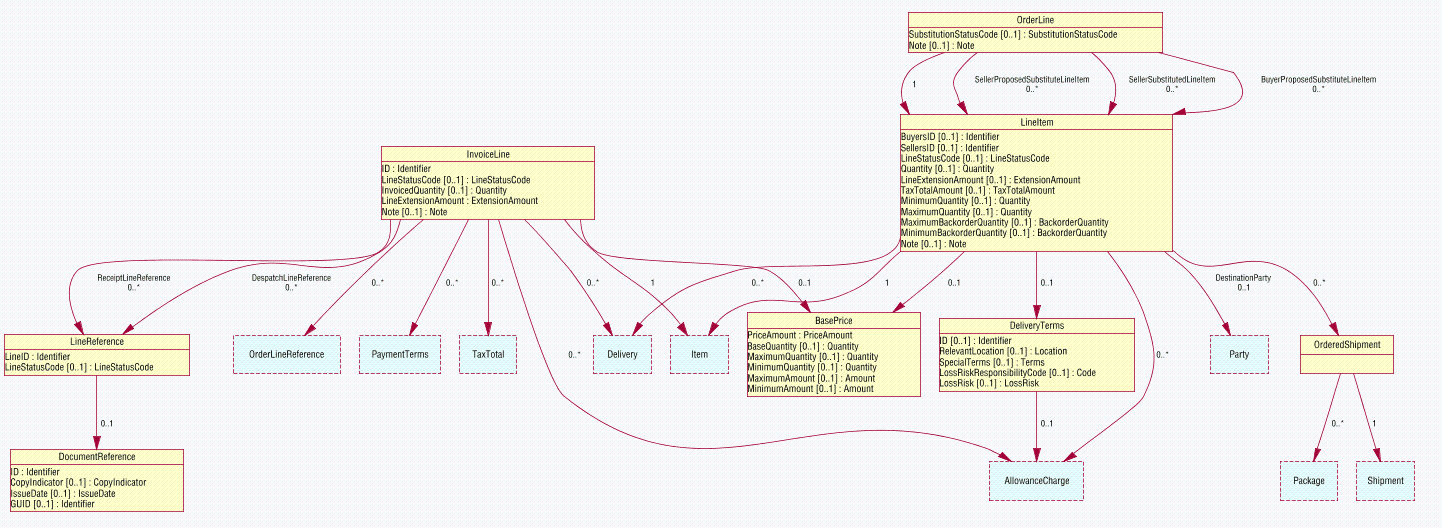 OrderLine
SubstitutionStatusCode [0..1] : SubstitutionStatusCode
Note [0..1] : Note
1
SellerProposedSubstituteLineItem
0..*
SellerSubstitutedLineItem
0..*
BuyerProposedSubstituteLineItem
0..*
LineItem
BuyersID [0..1] : Identifier
SellersID [0..1] : Identifier
LineStatusCode [0..1] : LineStatusCode
Quantity [0..1] : Quantity
LineExtensionAmount [0..1] : ExtensionAmount
TaxTotalAmount [0..1] : TaxTotalAmount
MinimumQuantity [0..1] : Quantity
MaximumQuantity [0..1] : Quantity
MaximumBackorderQuantity [0..1] : BackorderQuantity
MinimumBackorderQuantity [0..1] : BackorderQuantity
Note [0..1] : Note
InvoiceLine
ID : Identifier
LineStatusCode [0..1] : LineStatusCode
InvoicedQuantity [0..1] : Quantity
LineExtensionAmount : ExtensionAmount
Note [0..1] : Note
ReceiptLineReference
0..*
DespatchLineReference
0..*
0..*
0..*
0..*
0..*
1
0..*
0..1
1
0..1
0..1
DestinationParty
0..1
0..*
LineReference
LineID : Identifier
LineStatusCode [0..1] : LineStatusCode
OrderLineReference
PaymentTerms
TaxTotal
0..*
Delivery
Item
BasePrice
PriceAmount : PriceAmount
BaseQuantity [0..1] : Quantity
MaximumQuantity [0..1] : Quantity
MinimumQuantity [0..1] : Quantity
MaximumAmount [0..1] : Amount
MinimumAmount [0..1] : Amount
DeliveryTerms
ID [0..1] : Identifier
RelevantLocation [0..1] : Location
SpecialTerms [0..1] : Terms
LossRiskResponsibilityCode [0..1] : Code
LossRisk [0..1] : LossRisk
0..*
Party
OrderedShipment
0..1
0..1
0..*
1
DocumentReference
ID : Identifier
CopyIndicator [0..1] : CopyIndicator
IssueDate [0..1] : IssueDate
GUID [0..1] : Identifier
AllowanceCharge
Package
Shipment